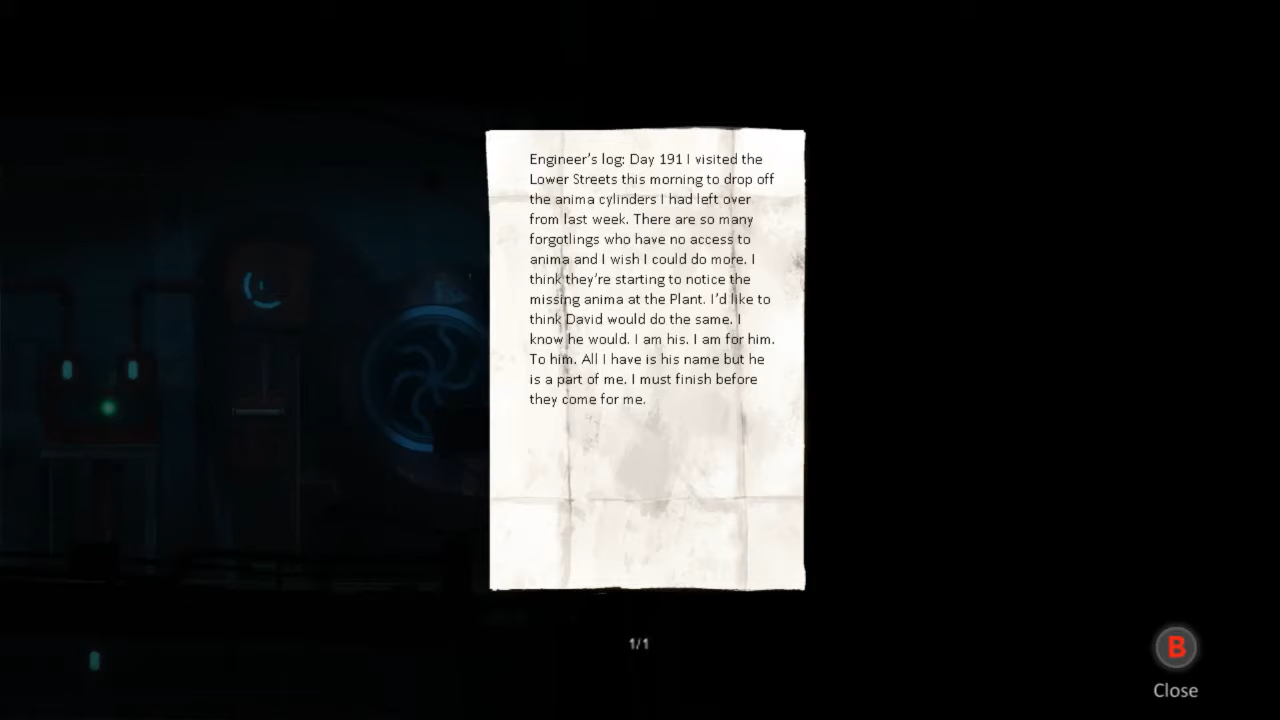 Engineer's log: Day 191 I visited the
Lower Streets this morning to drop off
the anima cylinders I had left over
from last week. There are so many
forgotlings who have no access to
anima and I wish I could do more. I
think they're starting to notice the
missing anima at the Plant. I'd like to
think David would do the same. I
know he would. I am his. I am for him.
To him. All I have is his name but he
is a part of me. I must finish before
they come for me.
1/1
B
Close